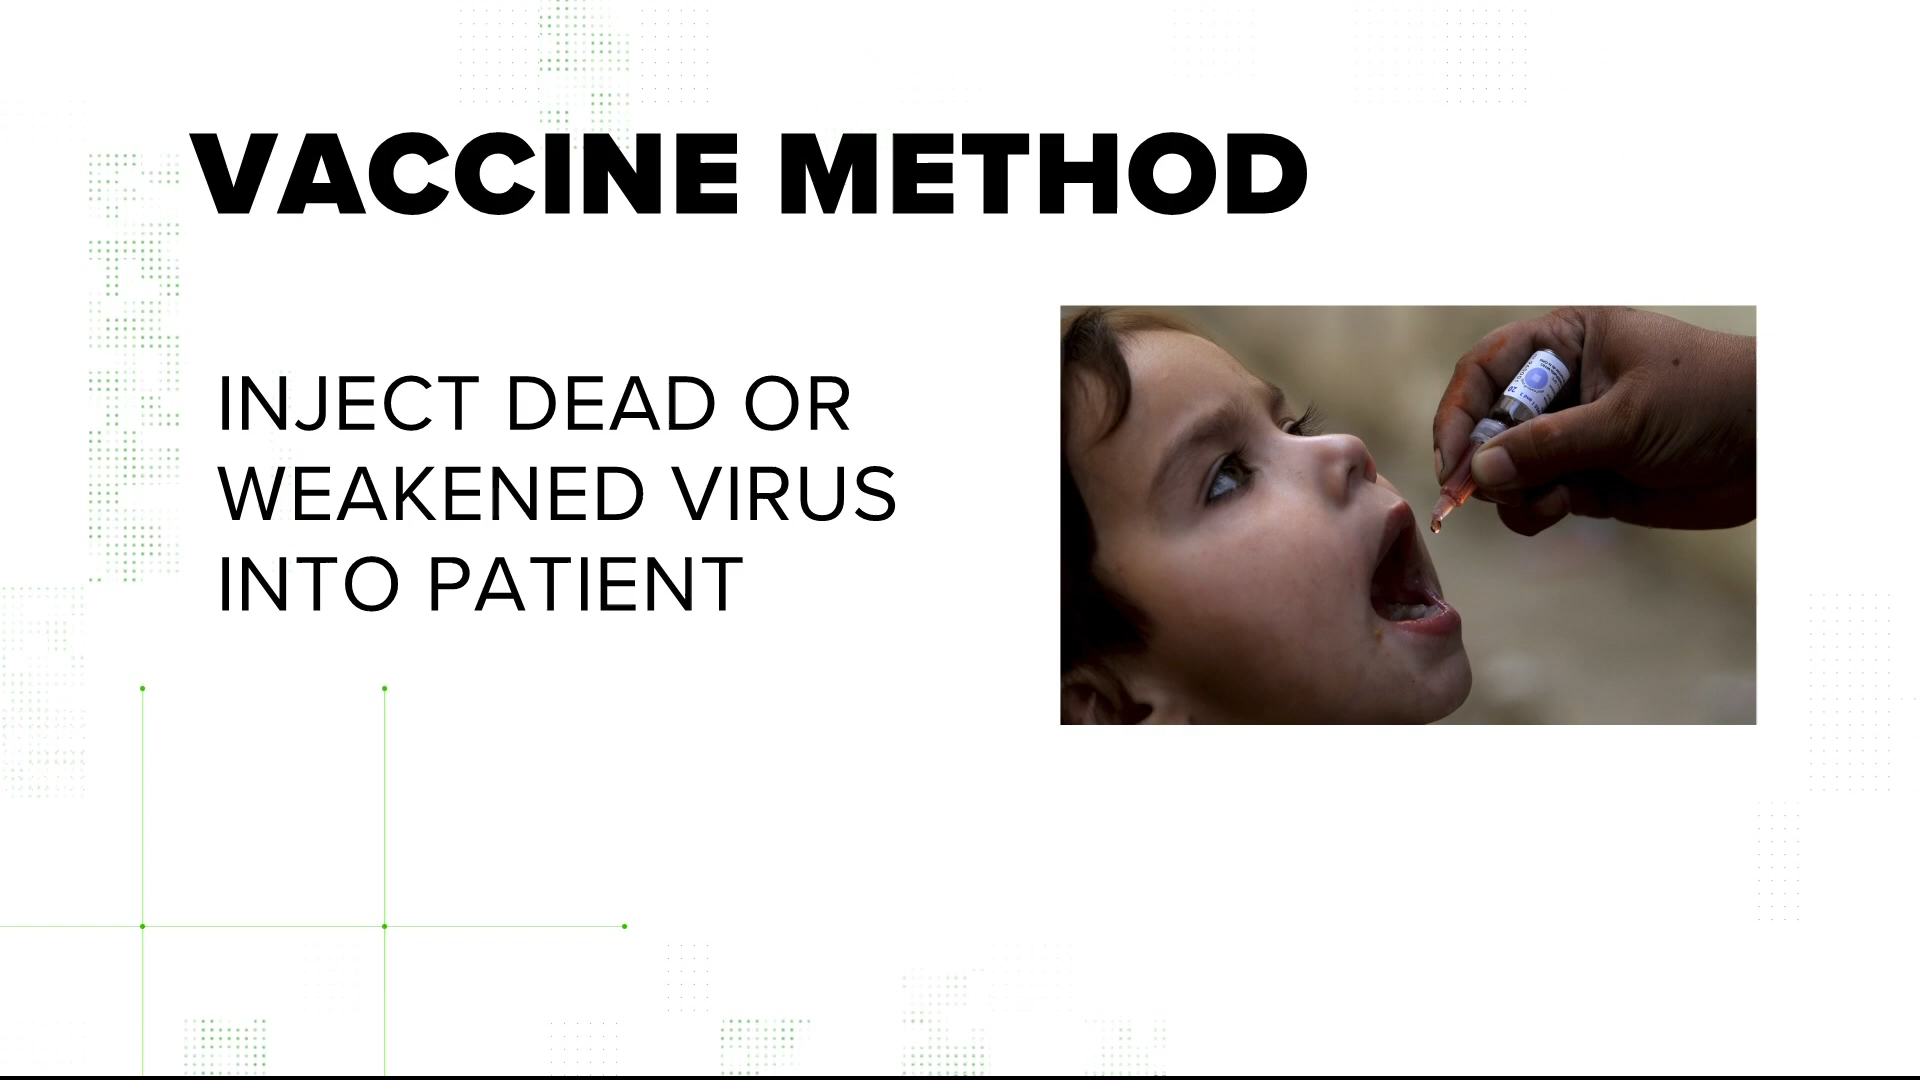 VACCINE METHOD
INJECT DEAD OR
WEAKENED VIRUS
INTO PATIENT